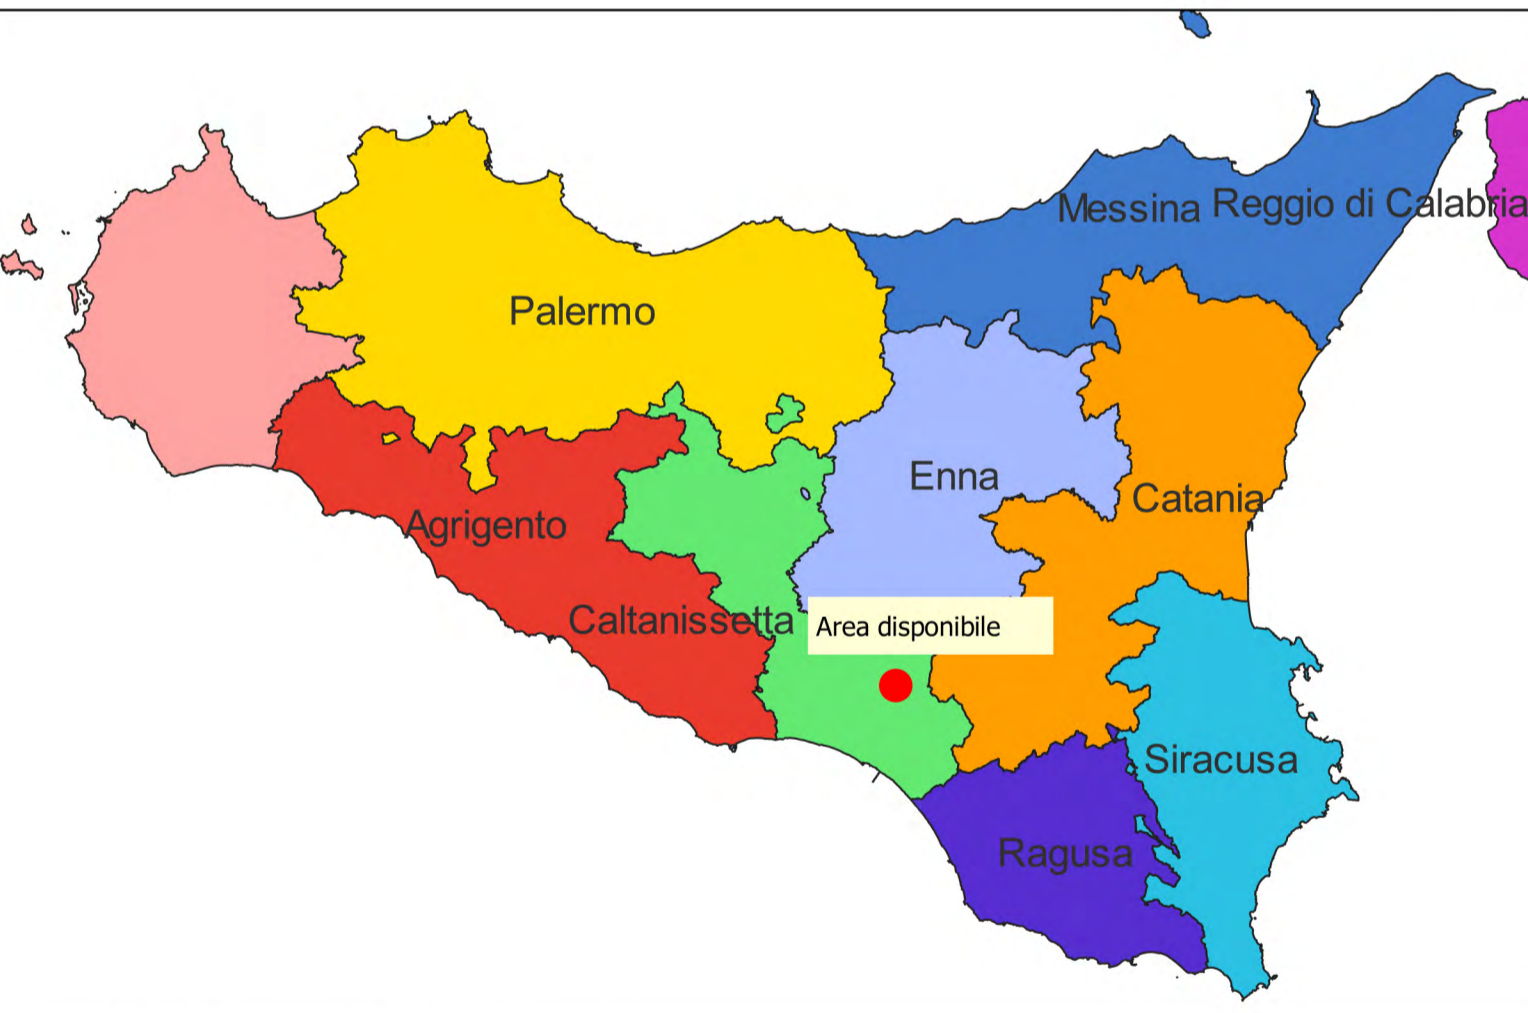 Messina
Reggio di Calabria
Palermo
Enna
Catania
Agrigento
Caltanissetta
Area disponibile
Siracusa
Ragusa